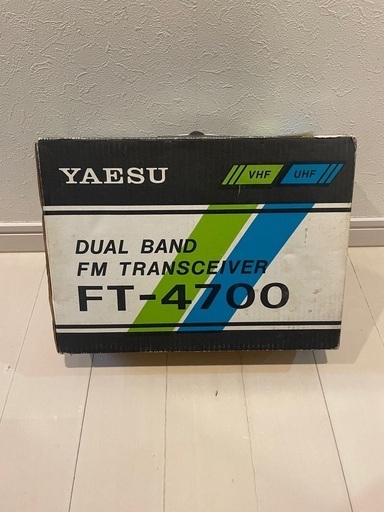 YAESU
VHF UHF
DUAL BAND
FM TRANSCEIVER
FT-4700